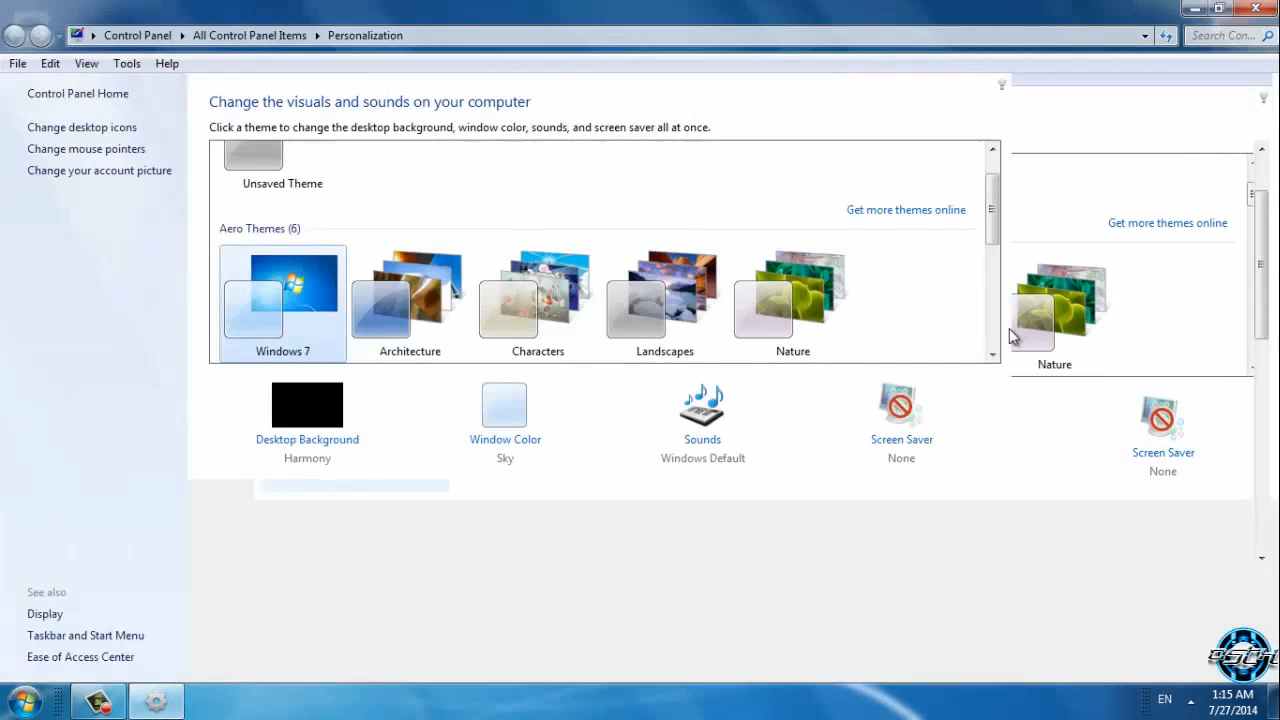 Control Panel
All Control Panel Items
Personalization
Search Con...
File
Edit
View
Tools
Help
Control Panel Home
Change desktop icons
Change mouse pointers
Change your account picture
Change the visuals and sounds on your computer
Click a theme to change the desktop background, window color, sounds, and screen saver all at once.
Unsaved Theme
Get more themes online
Get more themes online
Aero Themes (6)
Windows 7
Architecture
Characters
Landscapes
Nature
Nature
Desktop Background
Harmony
Window Color
Sky
Sounds
Windows Default
Screen Saver
None
Screen Saver
None
See also
Display
Taskbar and Start Menu
Ease of Access Center
EN
1:15 AM
7/27/2014